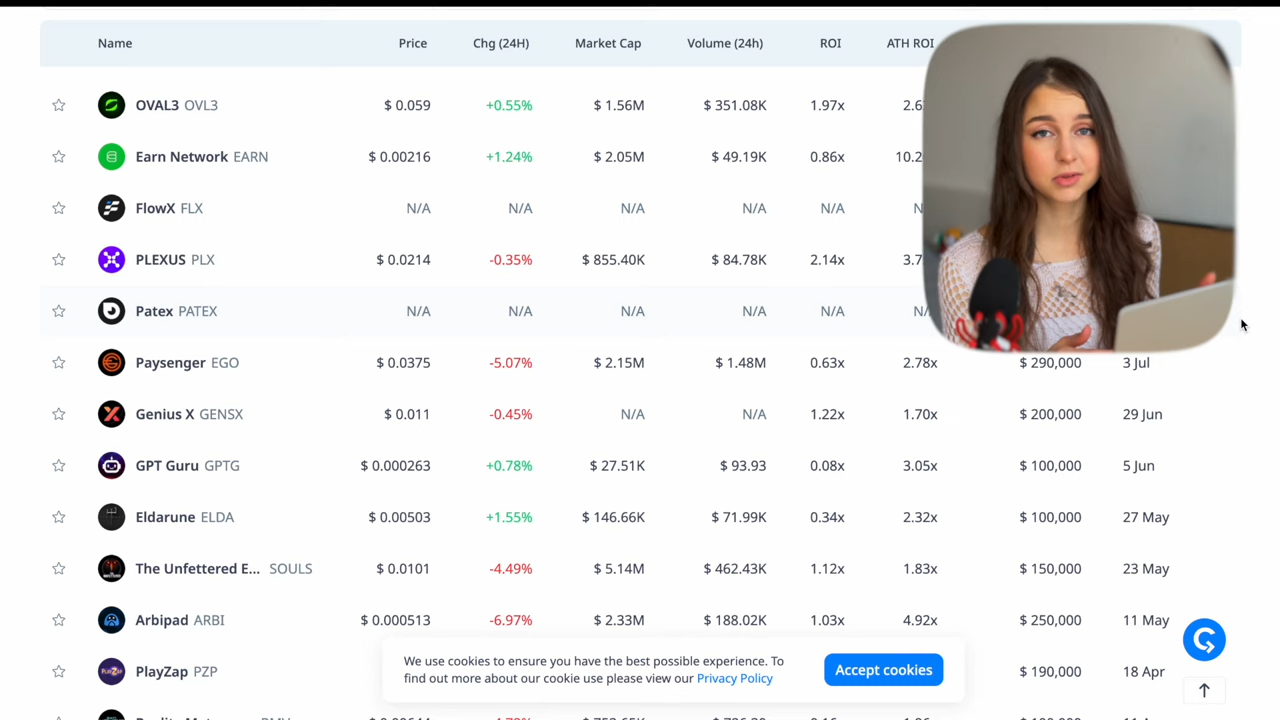 Name Price Chg (24H) Market Cap Volume (24h) ROI ATH ROI
OVAL3 OVL3 $ 0.059 +0.55% $ 1.56M $ 351.08K 1.97x
Earn Network EARN $ 0.00216 +1.24% $ 2.05M $ 49.19K 0.86x
FlowX FLX N/A N/A N/A N/A N/A
PLEXUS PLX $ 0.0214 -0.35% $ 855.40K $ 84.78K 2.14x
Patex PATEX N/A N/A N/A N/A N/A
Paysenger EGO $ 0.0375 -5.07% $ 2.15M $ 1.48M 0.63x 2.78x $ 290,000 3 Jul
Genius X GENSX $ 0.011 -0.45% N/A N/A 1.22x 1.70x $ 200,000 29 Jun
GPT Guru GPTG $ 0.000263 +0.78% $ 27.51K $ 93.93 0.08x 3.05x $ 100,000 5 Jun
Eldarune ELDA $ 0.00503 +1.55% $ 146.66K $ 71.99K 0.34x 2.32x $ 100,000 27 May
The Unfettered E... SOULS $ 0.0101 -4.49% $ 5.14M $ 462.43K 1.12x 1.83x $ 150,000 23 May
Arbipad ARBI $ 0.000513 -6.97% $ 2.33M $ 188.02K 1.03x 4.92x $ 250,000 11 May
PlayZap PZP $ 190,000 18 Apr
We use cookies to ensure you have the best possible experience. To
find out more about our cookie use please view our Privacy Policy
Accept cookies